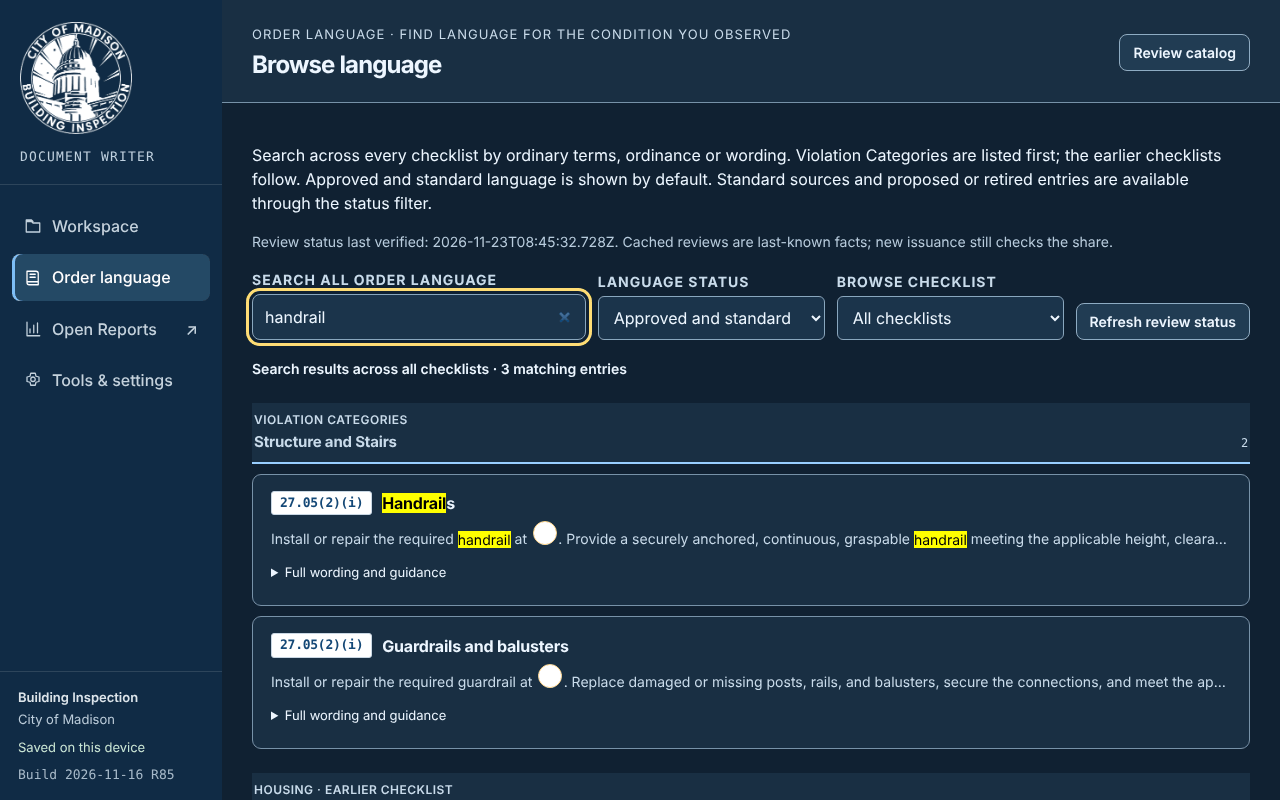 CITY OF MADISON
BUILDING INSPECTION
DOCUMENT WRITER
Workspace
Order language
Open Reports
Tools & settings
Building Inspection
City of Madison
Saved on this device
Build 2026-11-16 R85
ORDER LANGUAGE · FIND LANGUAGE FOR THE CONDITION YOU OBSERVED
Browse language
Review catalog
Search across every checklist by ordinary terms, ordinance or wording. Violation Categories are listed first; the earlier checklists
follow. Approved and standard language is shown by default. Standard sources and proposed or retired entries are available
through the status filter.
Review status last verified: 2026-11-23T08:45:32.728Z. Cached reviews are last-known facts; new issuance still checks the share.
SEARCH ALL ORDER LANGUAGE
LANGUAGE STATUS
BROWSE CHECKLIST
handrail
Approved and standard
All checklists
Refresh review status
Search results across all checklists · 3 matching entries
VIOLATION CATEGORIES
Structure and Stairs
2
27.05(2)(i) Handrails
Install or repair the required handrail at . Provide a securely anchored, continuous, graspable handrail meeting the applicable height, cleara...
Full wording and guidance
27.05(2)(i) Guardrails and balusters
Install or repair the required guardrail at . Replace damaged or missing posts, rails, and balusters, secure the connections, and meet the ap...
Full wording and guidance
HOUSING · EARLIER CHECKLIST